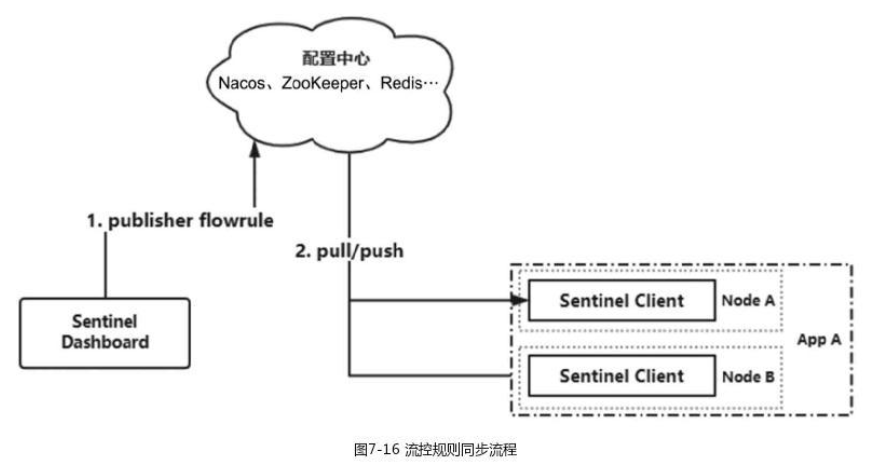 配置中心
Nacos、ZooKeeper、Redis…
1. publisher flowrule
2. pull/push
Sentinel
Dashboard
Sentinel Client
Node A
App A
Sentinel Client
Node B
图7-16 流控规则同步流程